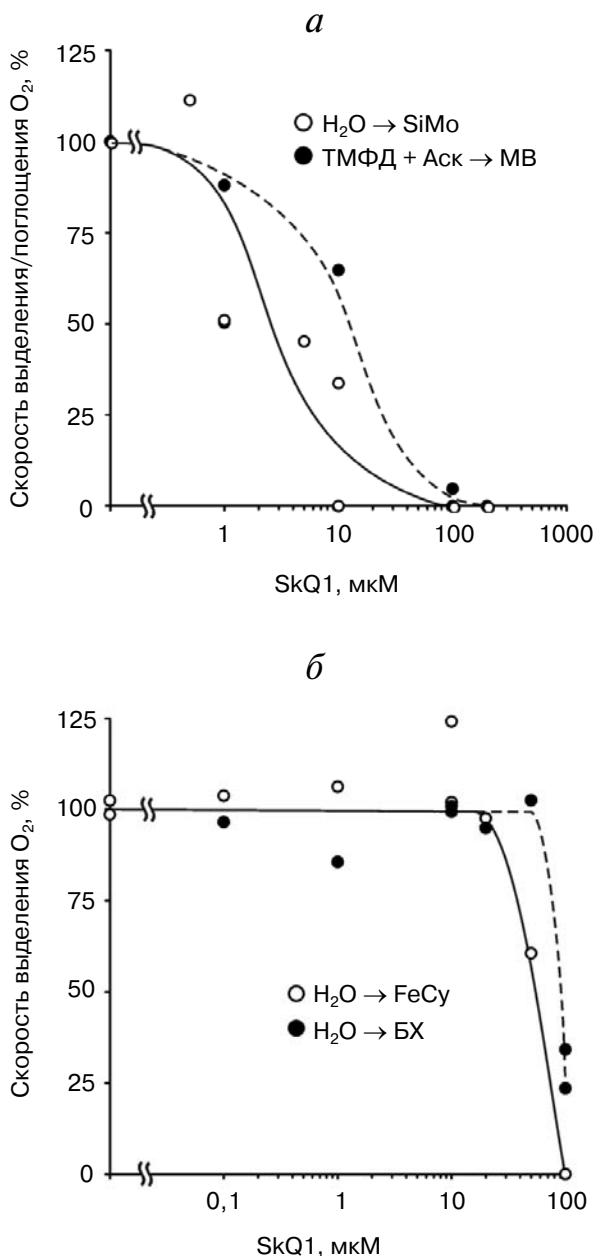 а
Скорость выделения/поглощения O₂, %
125
100
75
50
25
0
H₂O → SiMo
ТМФД + Аск → МВ
1
10
100
1000
SkQ1, мкМ
б
Скорость выделения O₂, %
125
100
75
50
25
0
H₂O → FeCy
H₂O → БХ
0,1
1
10
100
SkQ1, мкМ